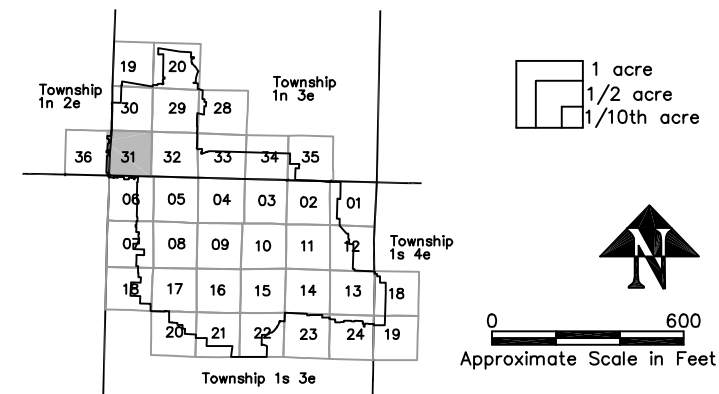 19 20
Township
1n 2e
Township
1n 3e
30 29 28
36 31 32 33 34 35
06 05 04 03 02 01
07 08 09 10 11 12
Township
1s 4e
18 17 16 15 14 13 18
20 21 22 23 24 19
Township 1s 3e
1 acre
1/2 acre
1/10th acre
N
0 600
Approximate Scale in Feet